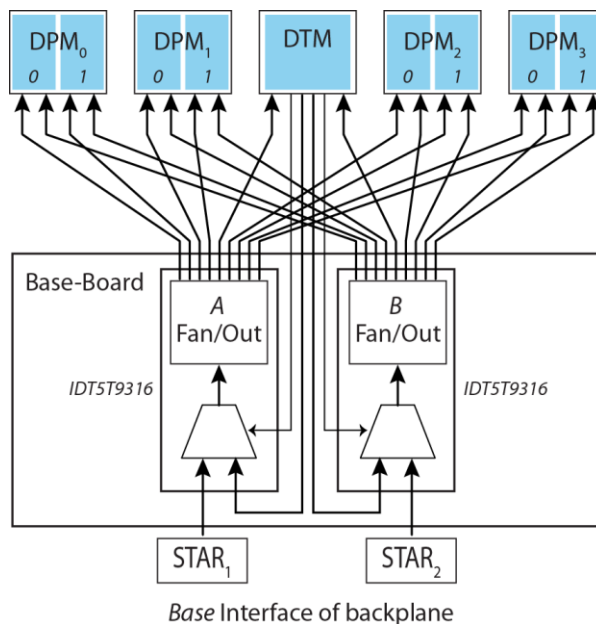 DPM0 DPM1 DTM DPM2 DPM3
0 1 0 1 0 1 0 1
Base-Board
A Fan/Out
B Fan/Out
IDT5T9316
IDT5T9316
STAR1
STAR2
Base Interface of backplane